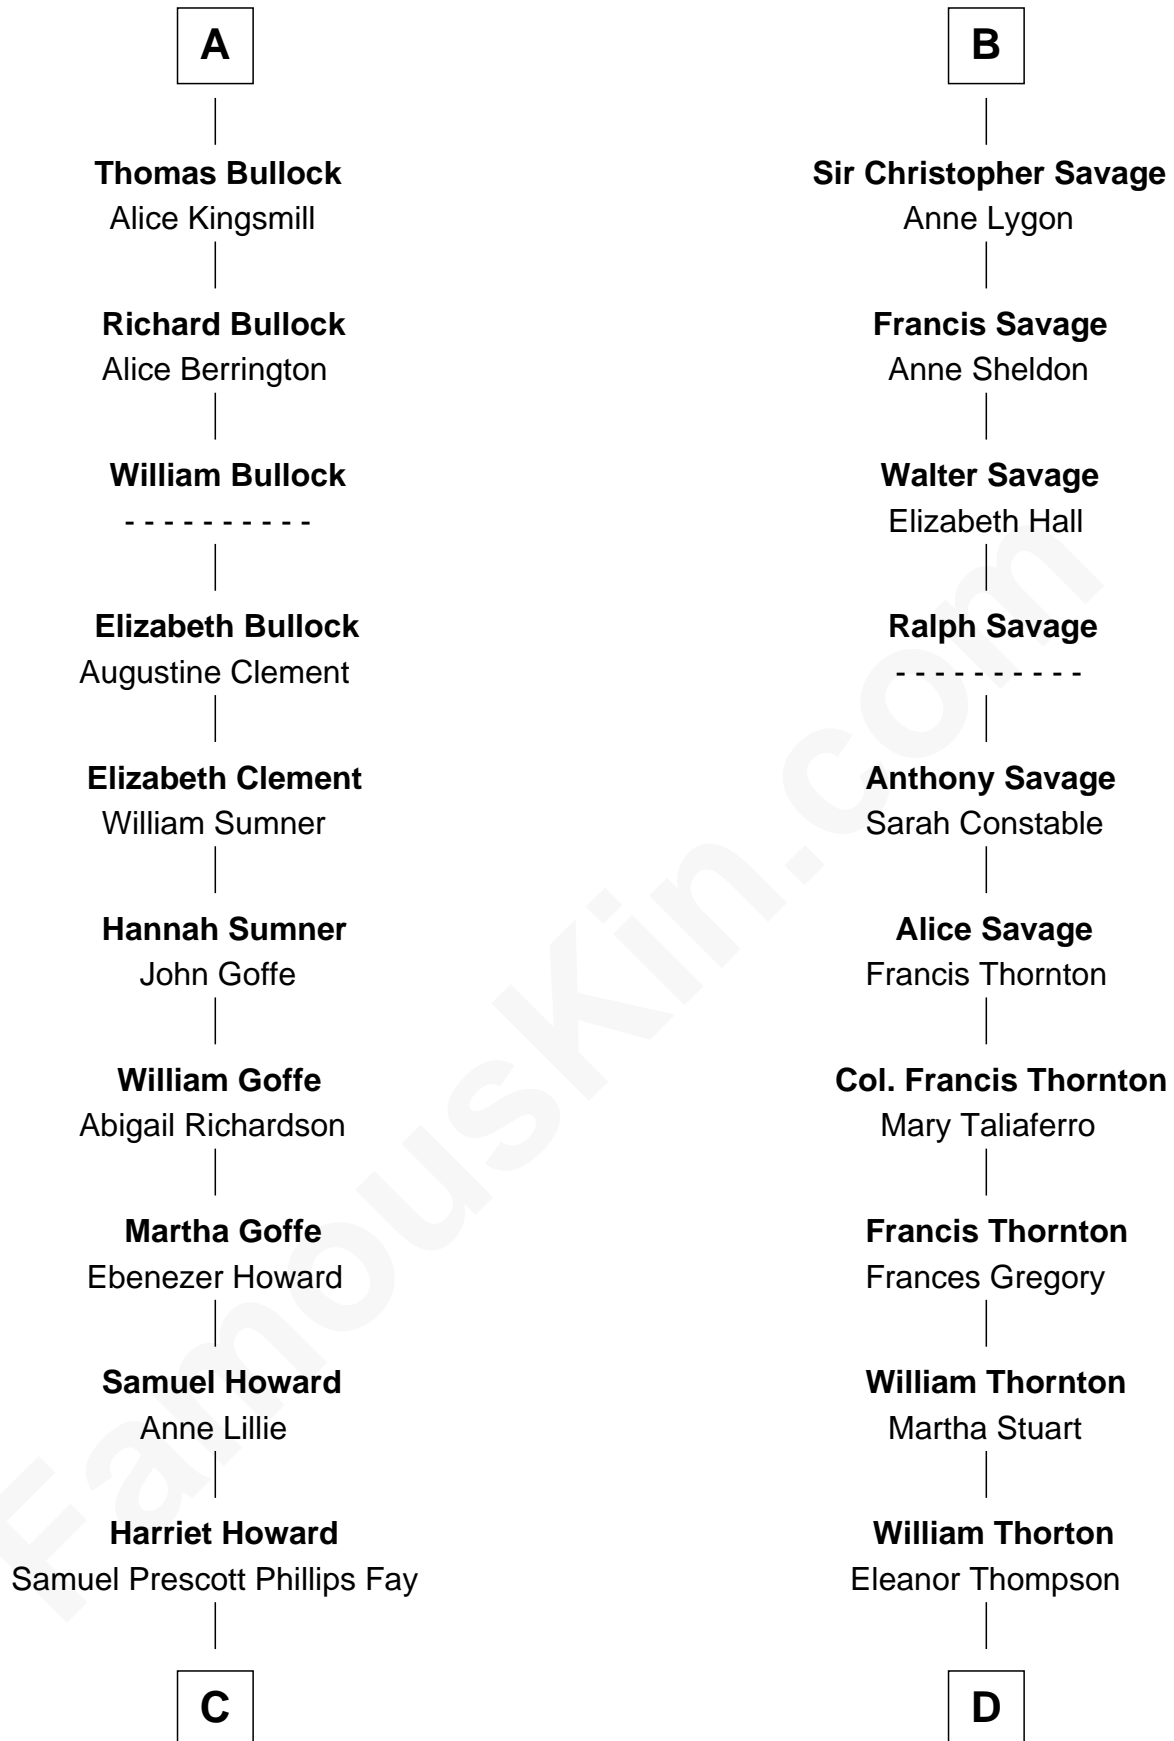 A
Thomas Bullock
Alice Kingsmill
Richard Bullock
Alice Berrington
William Bullock
- - - - - - - - - -
Elizabeth Bullock
Augustine Clement
Elizabeth Clement
William Sumner
Hannah Sumner
John Goffe
William Goffe
Abigail Richardson
Martha Goffe
Ebenezer Howard
Samuel Howard
Anne Lillie
Harriet Howard
Samuel Prescott Phillips Fay
C
B
Sir Christopher Savage
Anne Lygon
Francis Savage
Anne Sheldon
Walter Savage
Elizabeth Hall
Ralph Savage
- - - - - - - - - -
Anthony Savage
Sarah Constable
Alice Savage
Francis Thornton
Col. Francis Thornton
Mary Taliaferro
Francis Thornton
Frances Gregory
William Thornton
Martha Stuart
William Thorton
Eleanor Thompson
D
FamousKin.com